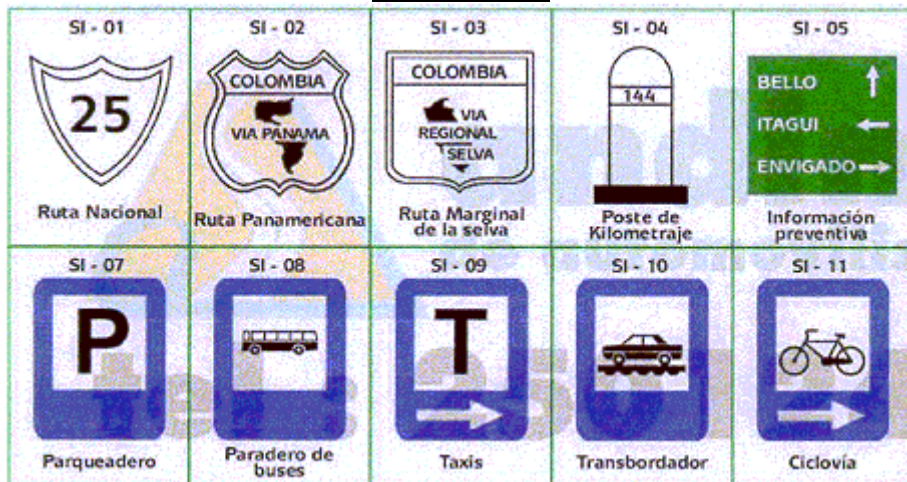 SI - 01
SI - 02
SI - 03
SI - 04
SI - 05
25
COLOMBIA
VIA PANAMA
COLOMBIA
VIA
REGIONAL
SELVA
144
BELLO
ITAGUI
ENVIGADO
Ruta Nacional
Ruta Panamericana
Ruta Marginal
de la selva
Poste de
Kilometraje
Información
preventiva
SI - 07
SI - 08
SI - 09
SI - 10
SI - 11
P
T
Parqueadero
Paradero de
buses
Taxis
Transbordador
Ciclovía